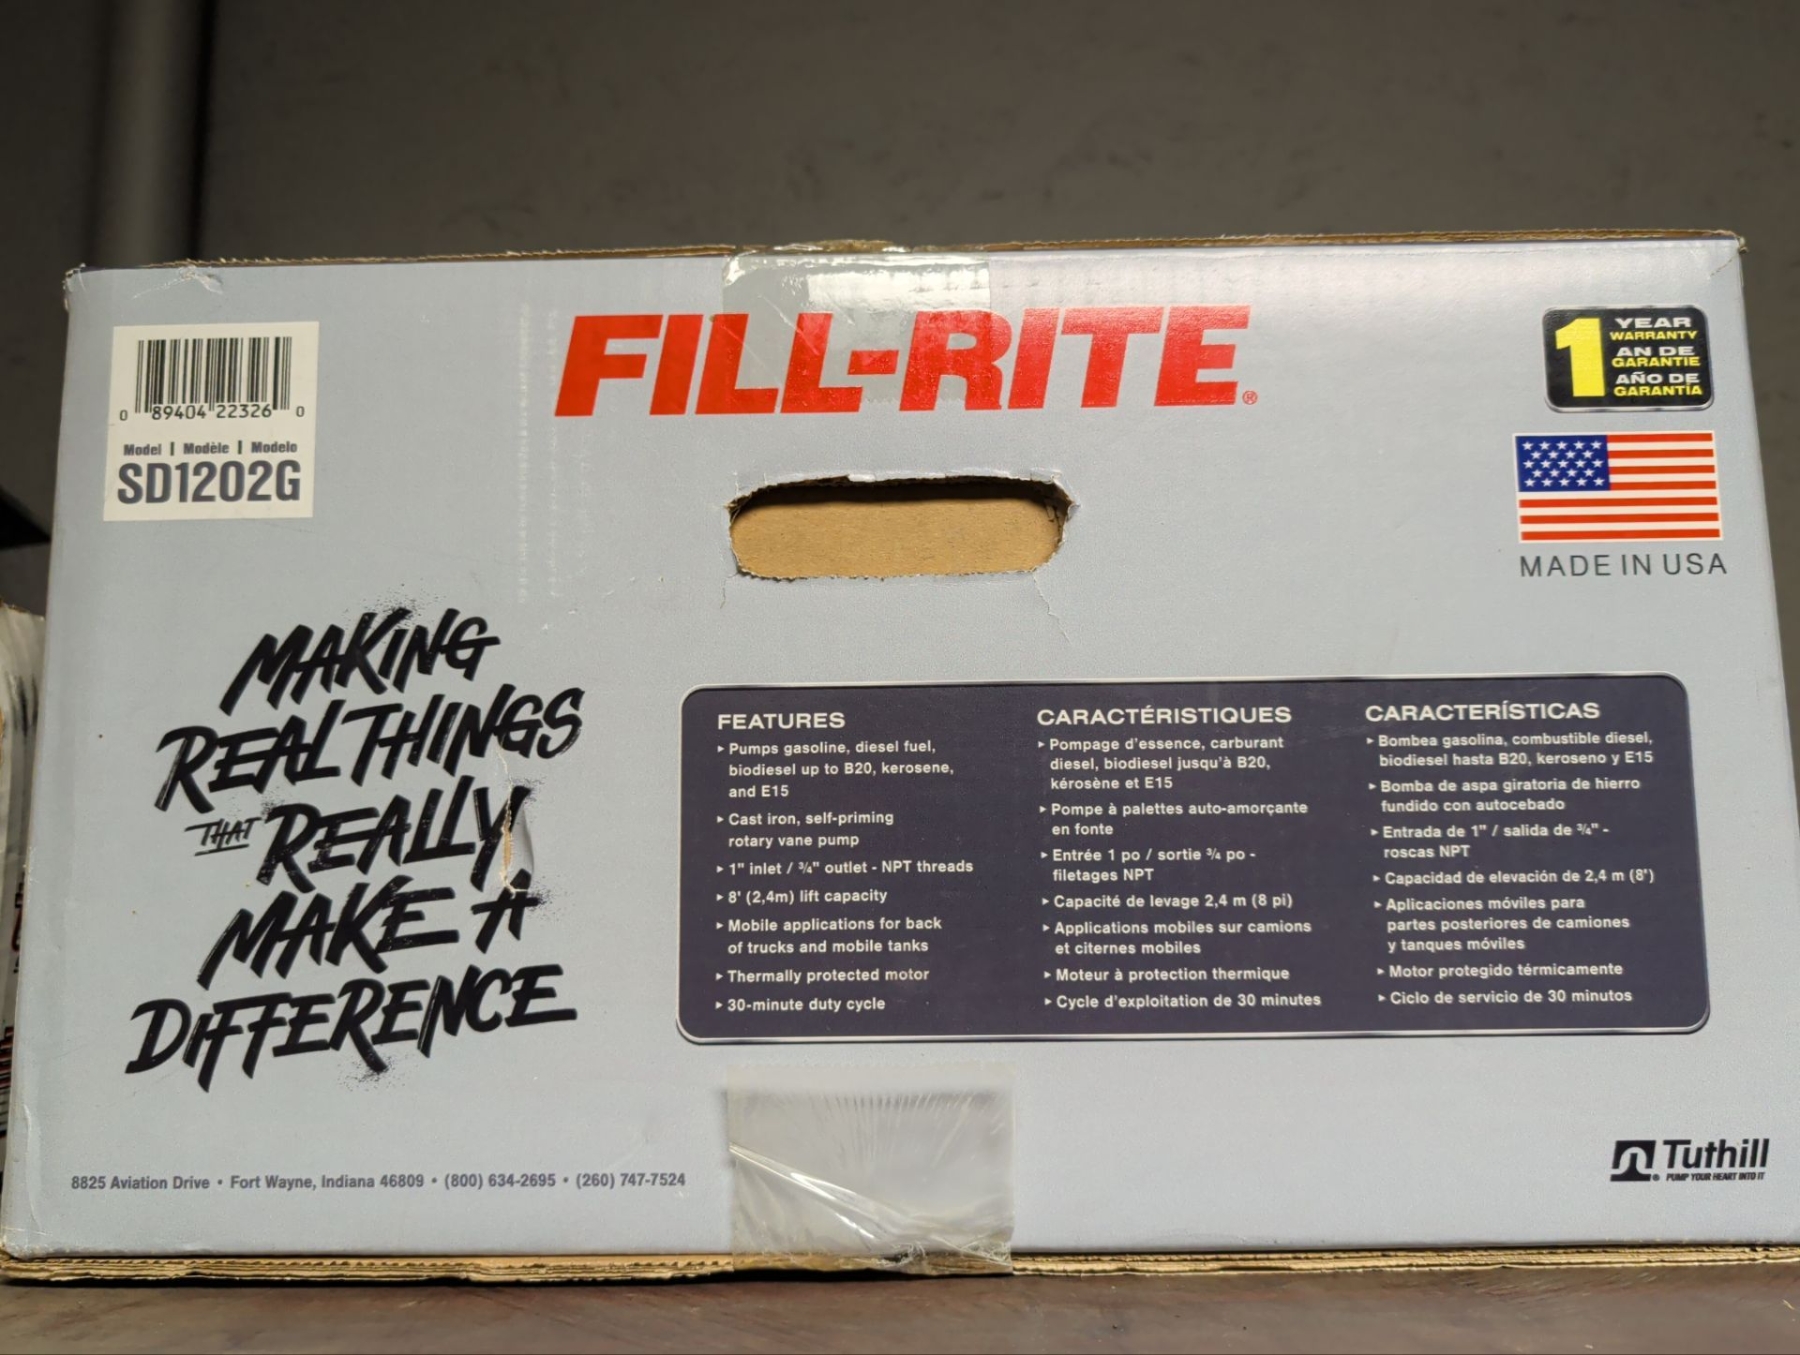 FILL-RITE®
0 89404 22326 0
Model | Modèle | Modelo
SD1202G
1 YEAR
WARRANTY
AN DE
GARANTIE
AÑO DE
GARANTÍA
MADE IN USA
MAKING
REAL THINGS
THAT REALLY
MAKE A
DIFFERENCE
FEATURES
▸ Pumps gasoline, diesel fuel,
biodiesel up to B20, kerosene,
and E15
▸ Cast iron, self-priming
rotary vane pump
▸ 1" inlet / ¾" outlet - NPT threads
▸ 8' (2,4m) lift capacity
▸ Mobile applications for back
of trucks and mobile tanks
▸ Thermally protected motor
▸ 30-minute duty cycle
CARACTÉRISTIQUES
▸ Pompage d'essence, carburant
diesel, biodiesel jusqu'à B20,
kérosène et E15
▸ Pompe à palettes auto-amorçante
en fonte
▸ Entrée 1 po / sortie ¾ po -
filetages NPT
▸ Capacité de levage 2,4 m (8 pi)
▸ Applications mobiles sur camions
et citernes mobiles
▸ Moteur à protection thermique
▸ Cycle d'exploitation de 30 minutes
CARACTERÍSTICAS
▸ Bombea gasolina, combustible diesel,
biodiesel hasta B20, keroseno y E15
▸ Bomba de aspa giratoria de hierro
fundido con autocebado
▸ Entrada de 1" / salida de ¾" -
roscas NPT
▸ Capacidad de elevación de 2,4 m (8')
▸ Aplicaciones móviles para
partes posteriores de camiones
y tanques móviles
▸ Motor protegido térmicamente
▸ Ciclo de servicio de 30 minutos
8825 Aviation Drive • Fort Wayne, Indiana 46809 • (800) 634-2695 • (260) 747-7524
Tuthill
PUMP YOUR HEART INTO IT